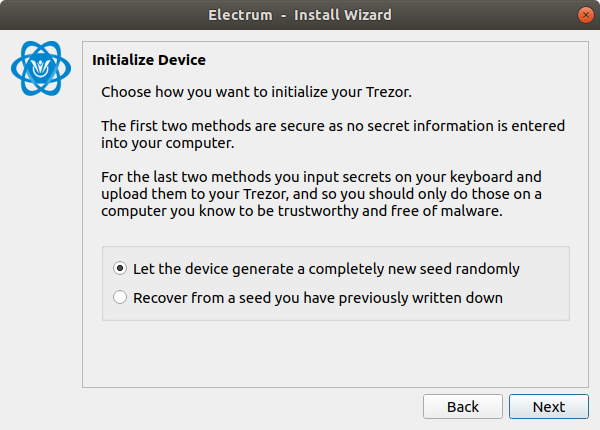 Electrum - Install Wizard
Initialize Device
Choose how you want to initialize your Trezor.
The first two methods are secure as no secret information is entered
into your computer.
For the last two methods you input secrets on your keyboard and
upload them to your Trezor, and so you should only do those on a
computer you know to be trustworthy and free of malware.
Let the device generate a completely new seed randomly
Recover from a seed you have previously written down
Back Next